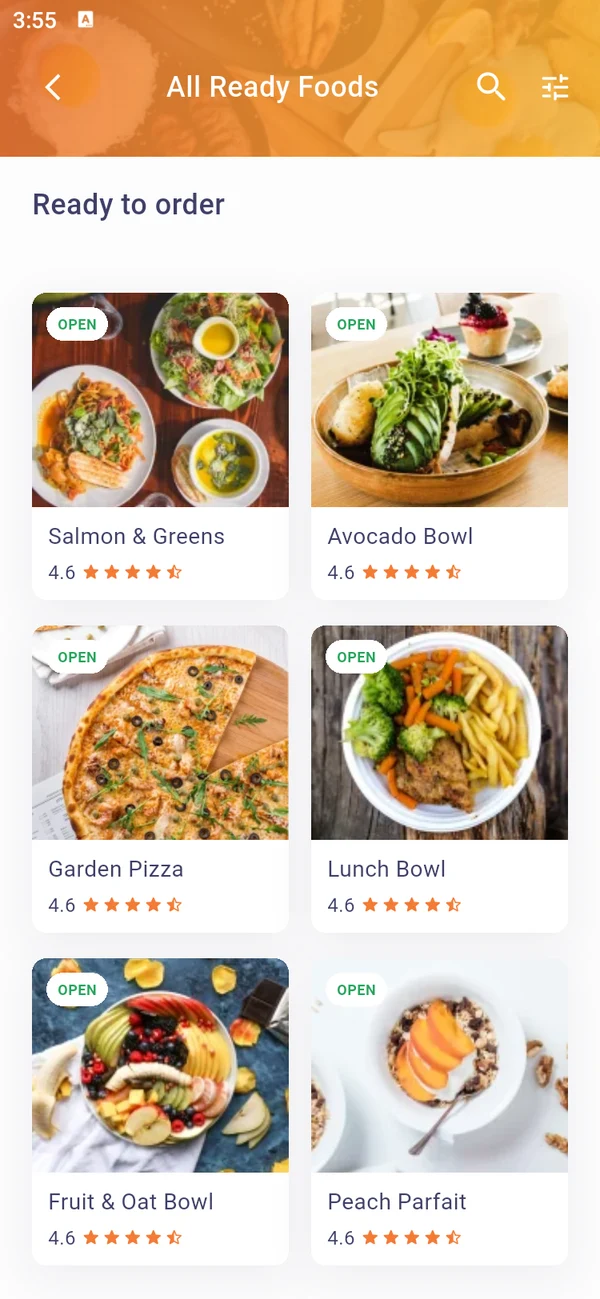 3:55 A
All Ready Foods
Ready to order
OPEN
OPEN
Salmon & Greens
Avocado Bowl
4.6
4.6
OPEN
OPEN
Garden Pizza
Lunch Bowl
4.6
4.6
OPEN
OPEN
Fruit & Oat Bowl
Peach Parfait
4.6
4.6